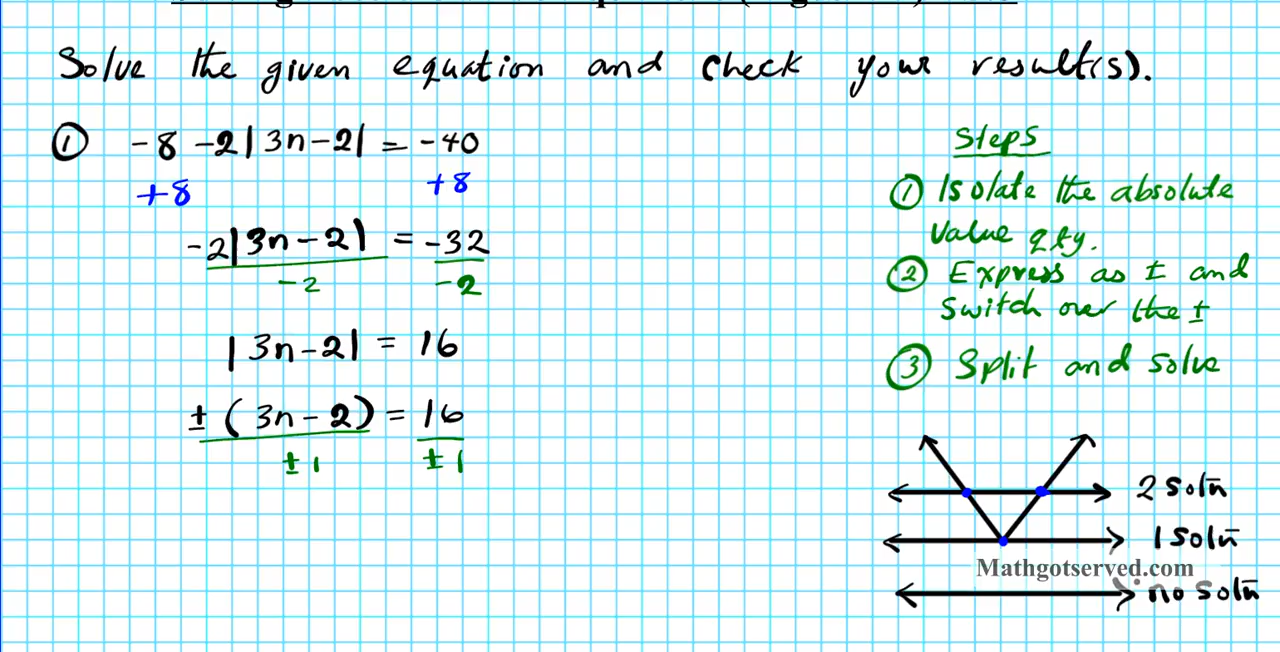 Solve the given equation and check your result(s).
① -8 -2|3n-2| = -40
+8 +8
-2|3n-2| = -32
-2 -2
|3n-2| = 16
± (3n-2) = 16
±1 ±1
Steps
① Isolate the absolute
Value qty.
② Express as ± and
Switch over the ±
③ Split and solve
2 soln̄
1 soln̄
Mathgotserved.com
no soln̄